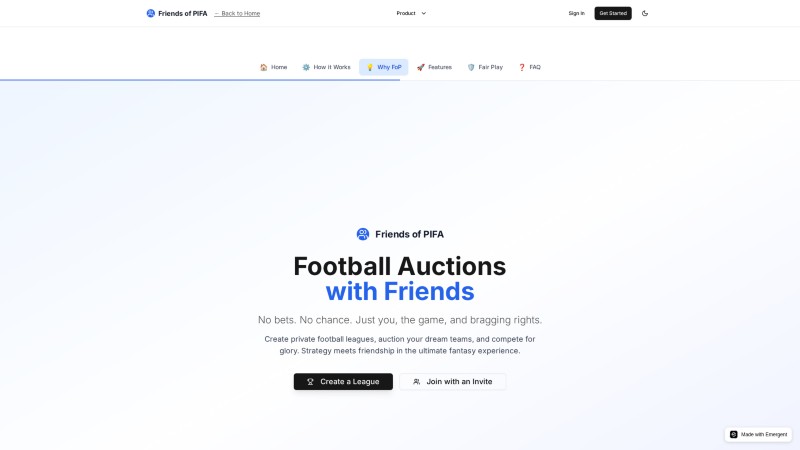 Friends of PIFA
← Back to Home
Product
Sign In
Get Started
Home
How It Works
Why FoP
Features
Fair Play
FAQ
Friends of PIFA
Football Auctions
with Friends
No bets. No chance. Just you, the game, and bragging rights.
Create private football leagues, auction your dream teams, and compete for
glory. Strategy meets friendship in the ultimate fantasy experience.
Create a League
Join with an Invite
Made with Emergent